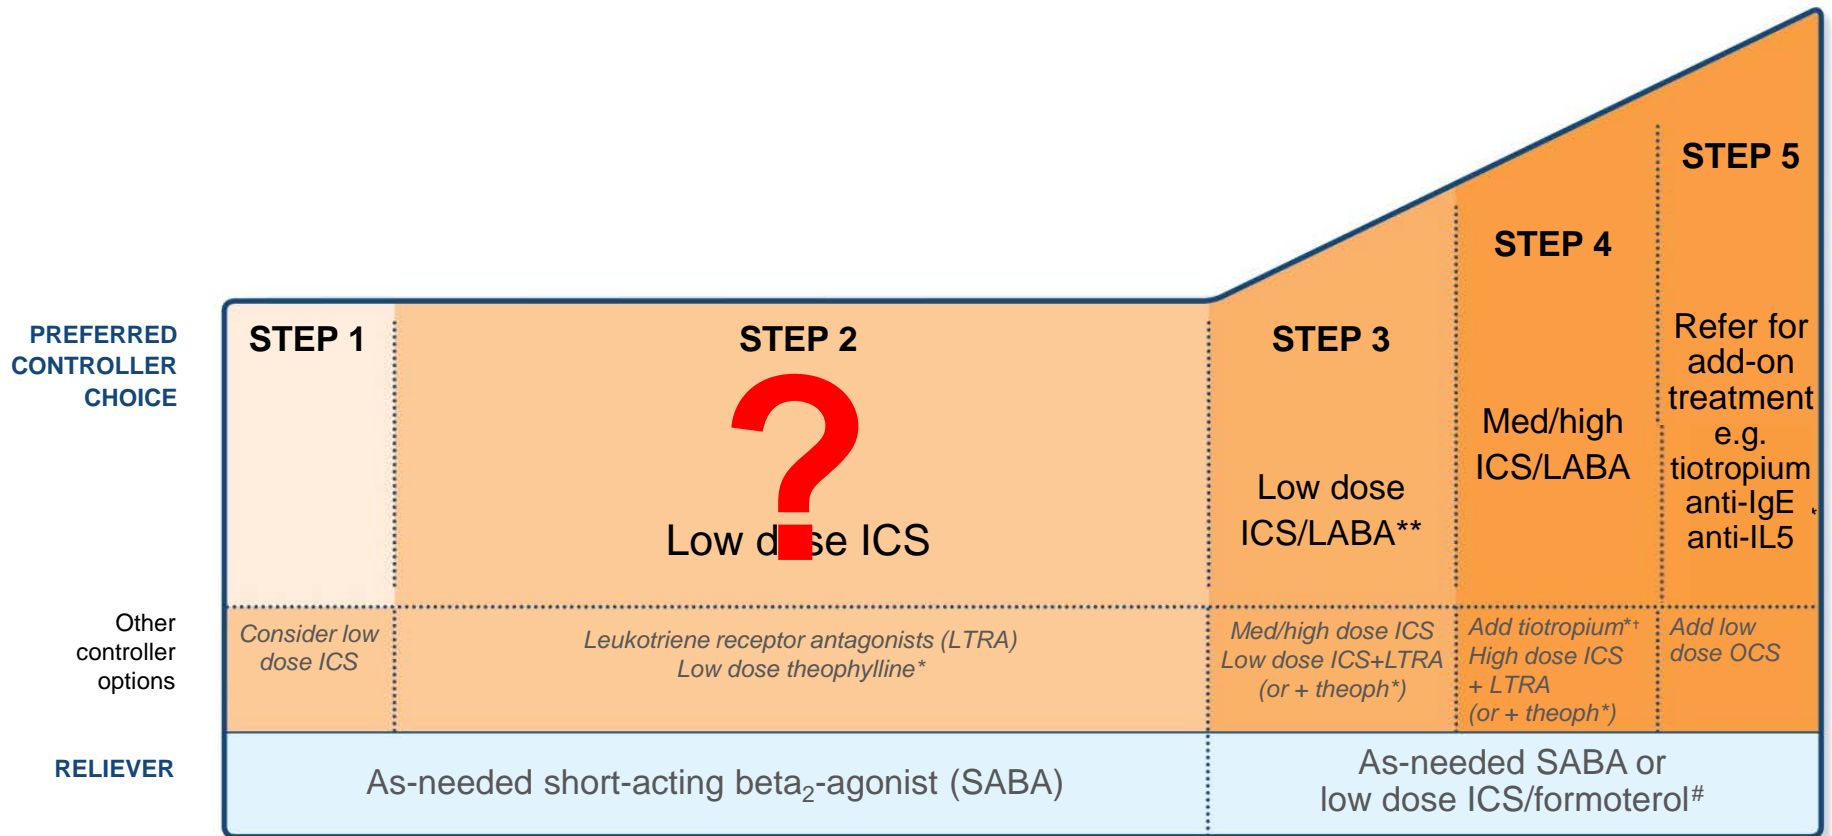 STEP 5
STEP 4
PREFERRED
CONTROLLER
CHOICE
STEP 1
STEP 2
STEP 3
?
Low dose ICS
Low dose
ICS/LABA**
Med/high
ICS/LABA
Refer for
add-on
treatment
e.g.
tiotropium
anti-IgE
anti-IL5
*
Other
controller
options
Consider low
dose ICS
Leukotriene receptor antagonists (LTRA)
Low dose theophylline*
Med/high dose ICS
Low dose ICS+LTRA
(or + theoph*)
Add tiotropium*†
High dose ICS
+ LTRA
(or + theoph*)
Add low
dose OCS
RELIEVER
As-needed short-acting beta₂-agonist (SABA)
As-needed SABA or
low dose ICS/formoterol#